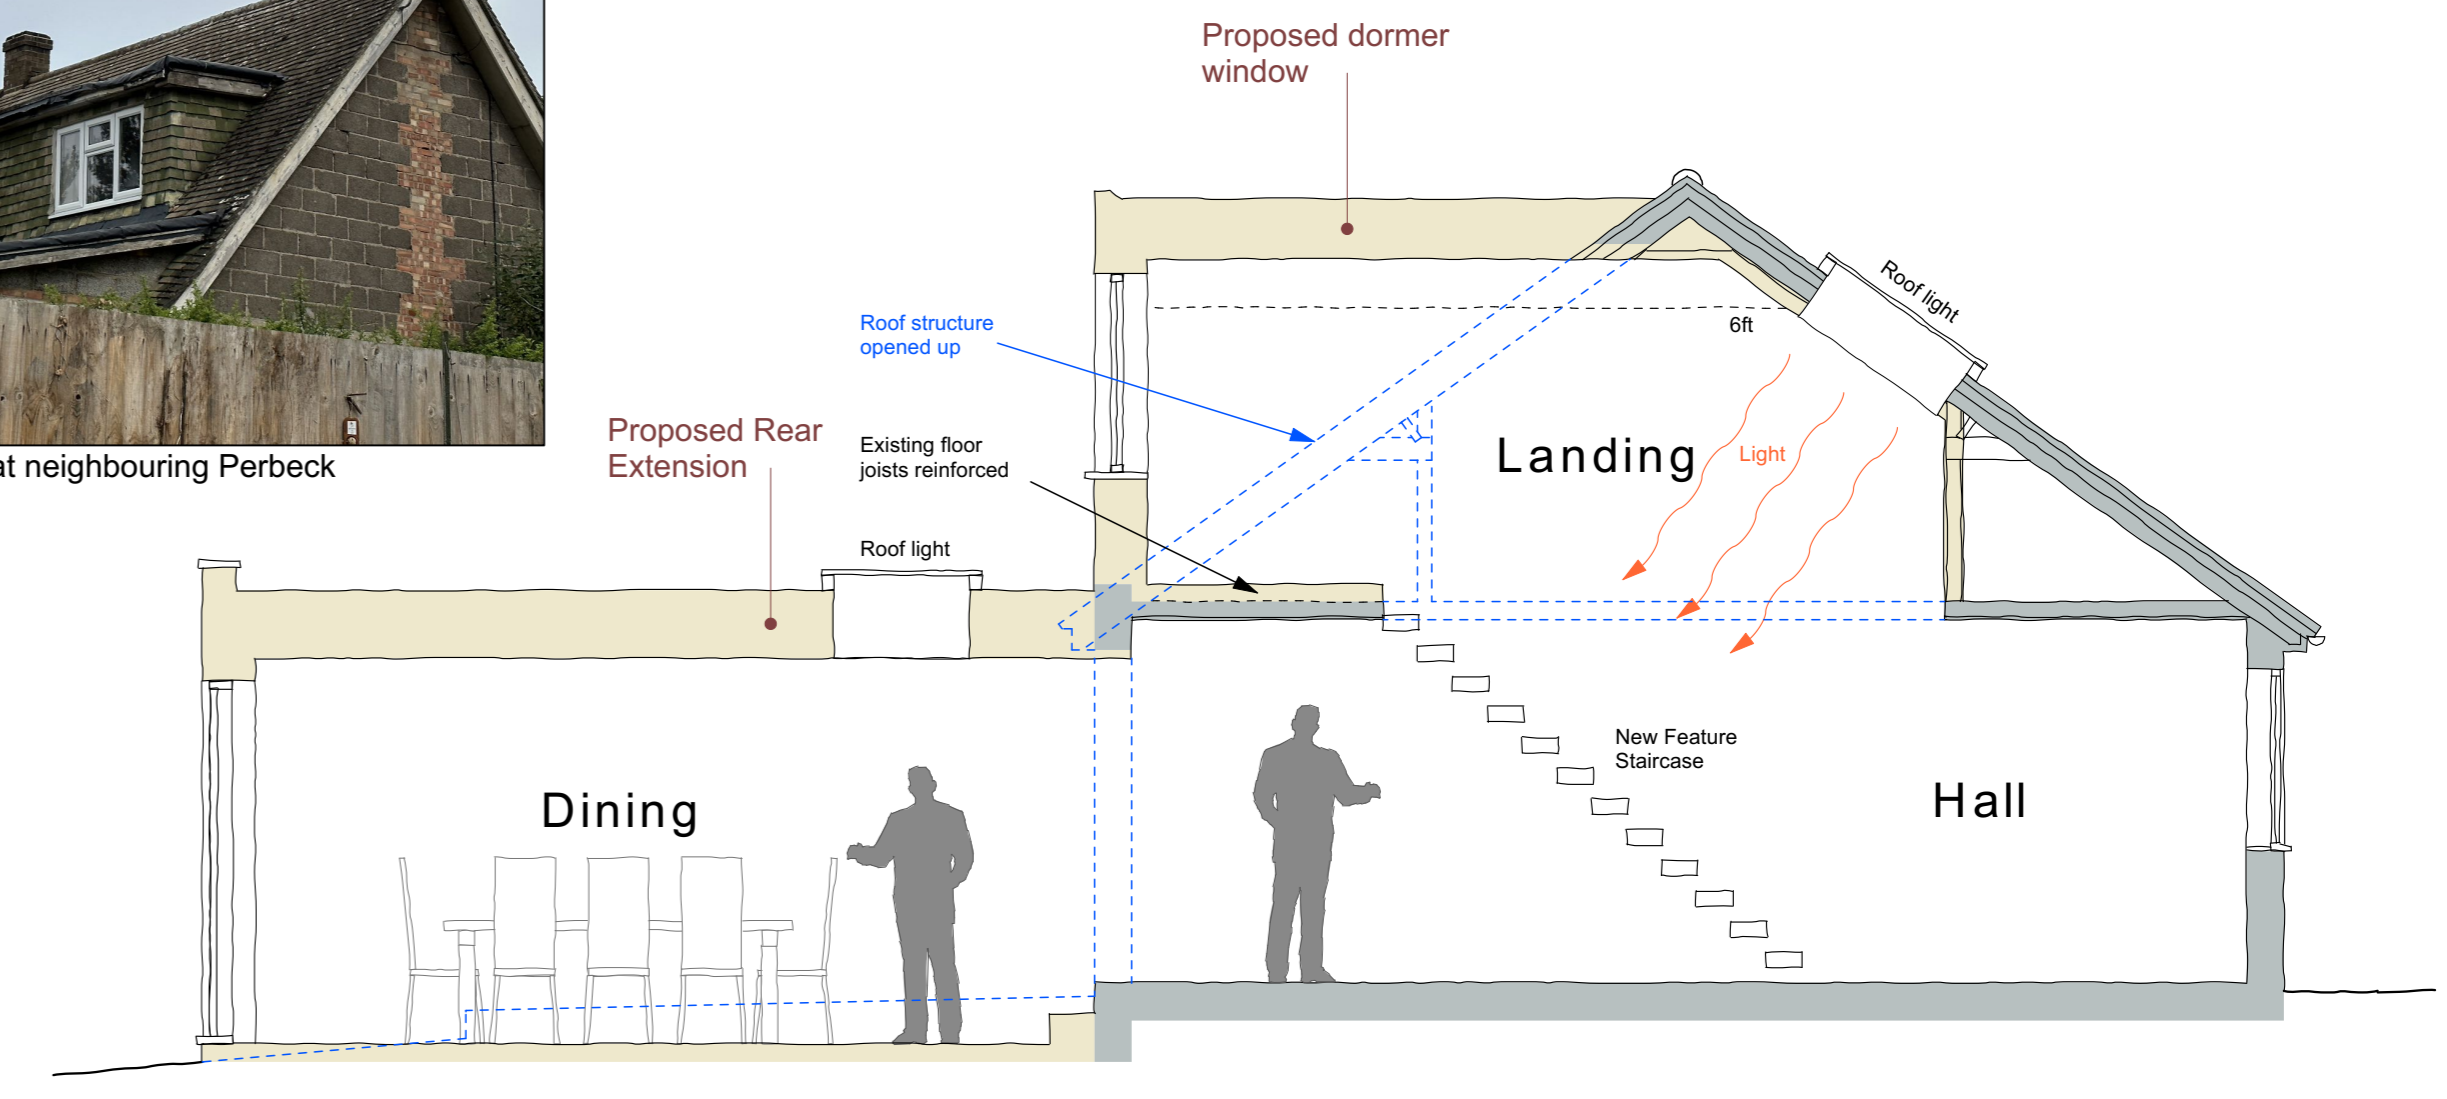 Proposed dormer
window
Roof light
Roof structure
opened up
6ft
Proposed Rear
Extension
Existing floor
joists reinforced
Landing
Light
at neighbouring Perbeck
Roof light
New Feature
Staircase
Dining
Hall